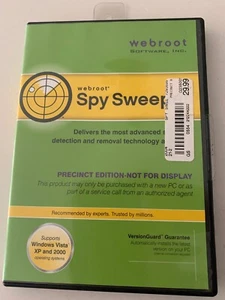 webroot
SOFTWARE, INC.
29.99
webroot
Spy Sweep
Delivers the most advanced
detection and removal technology
PRECINCT EDITION-NOT FOR DISPLAY
This product may only be purchased with a new PC or as
part of a service call from an authorized agent
Recommended by experts. Trusted by millions.
Supports
Windows Vista
XP and 2000
operating systems
VersionGuard Guarantee